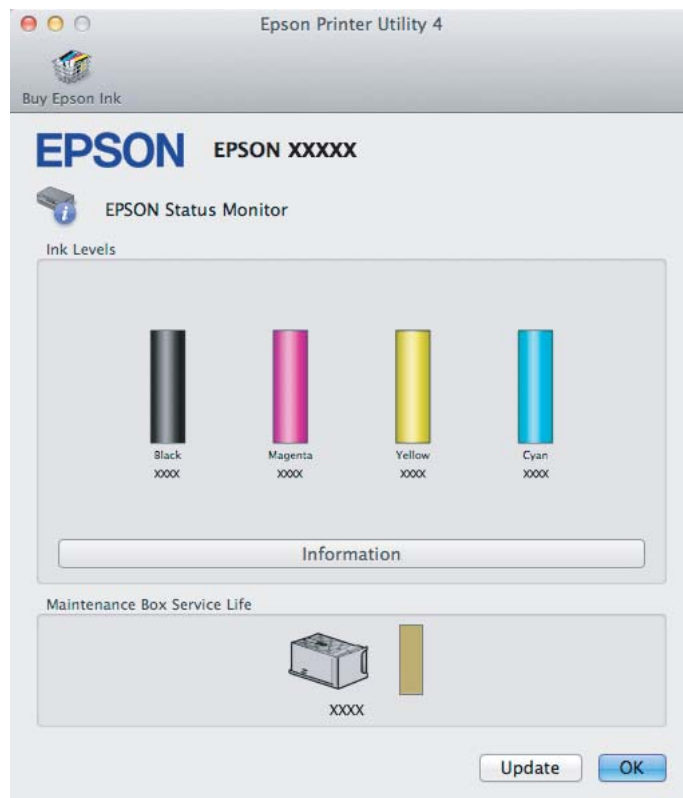 Epson Printer Utility 4
Buy Epson Ink
EPSON EPSON XXXXX
EPSON Status Monitor
Ink Levels
Black Magenta Yellow Cyan
XXXX XXXX XXXX XXXX
Information
Maintenance Box Service Life
XXXX
Update OK